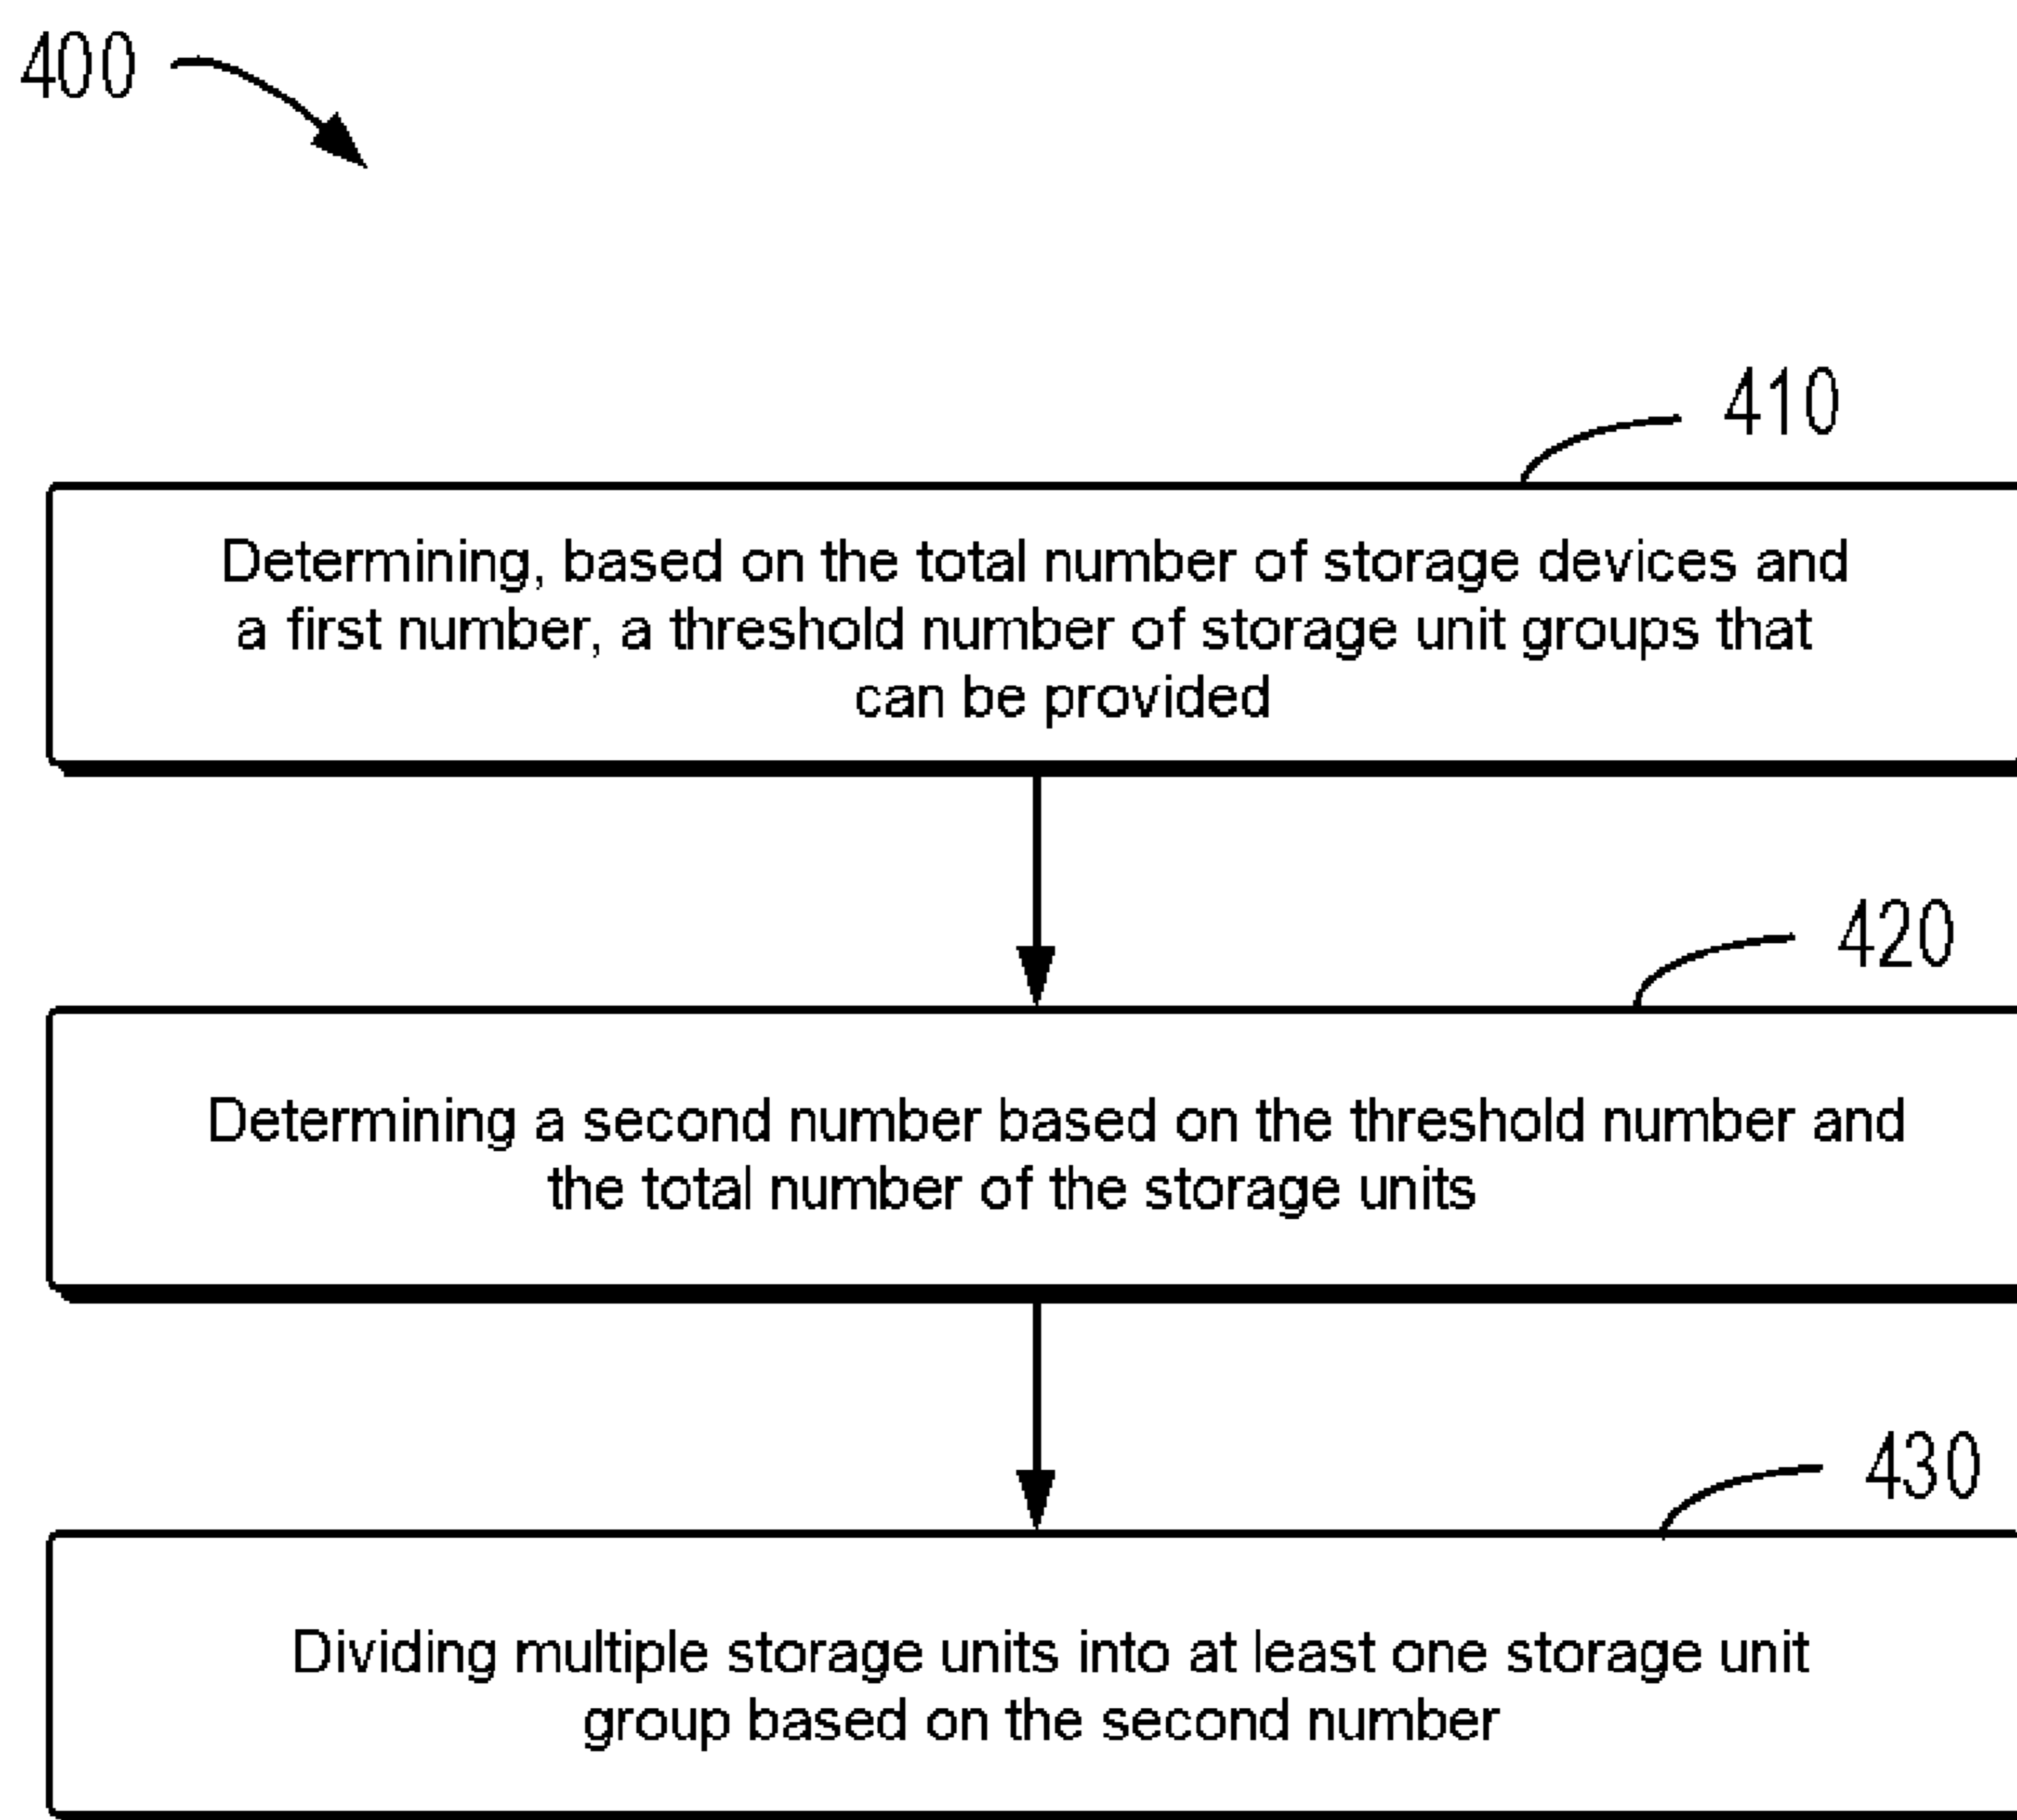 400
410
Determining, based on the total number of storage devices and
a first number, a threshold number of storage unit groups that
can be provided
420
Determining a second number based on the threshold number and
the total number of the storage units
430
Dividing multiple storage units into at least one storage unit
group based on the second number